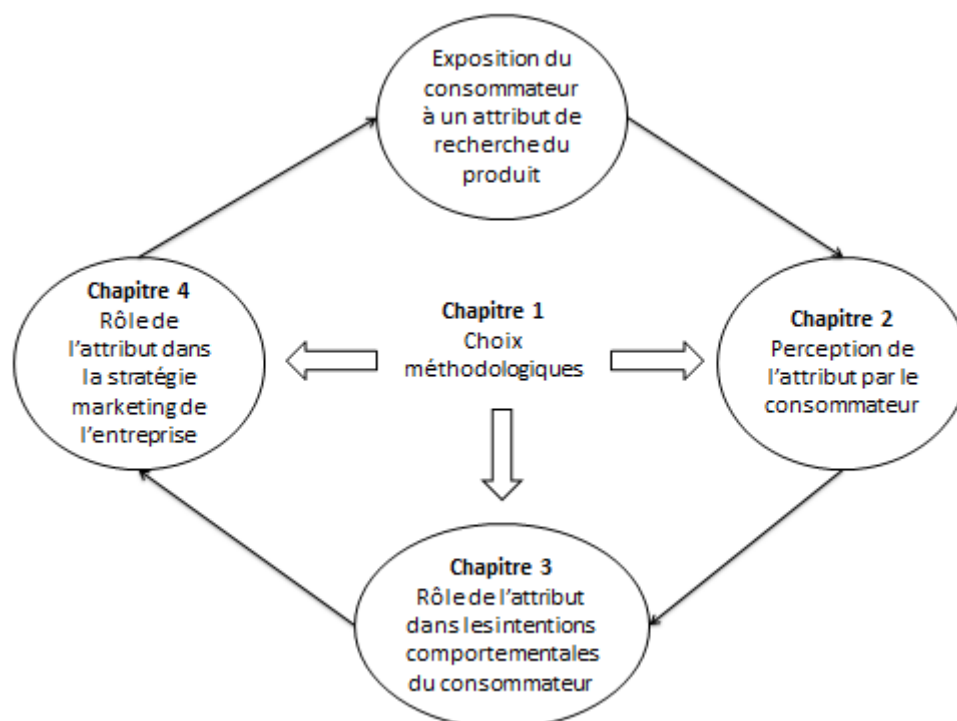 Exposition du
consommateur
à un attribut de
recherche du
produit
Chapitre 4
Rôle de
l'attribut dans
la stratégie
marketing de
l'entreprise
Chapitre 1
Choix
méthodologiques
Chapitre 2
Perception de
l'attribut par le
consommateur
Chapitre 3
Rôle de l'attribut
dans les intentions
comportementales
du consommateur